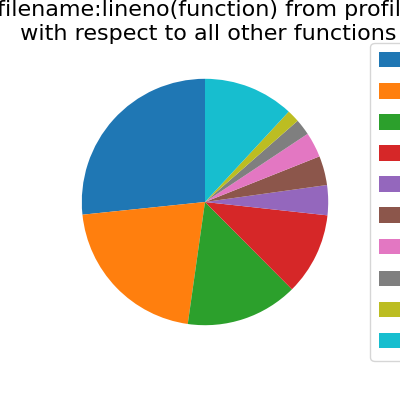 filename:lineno(function) from profil
with respect to all other functions